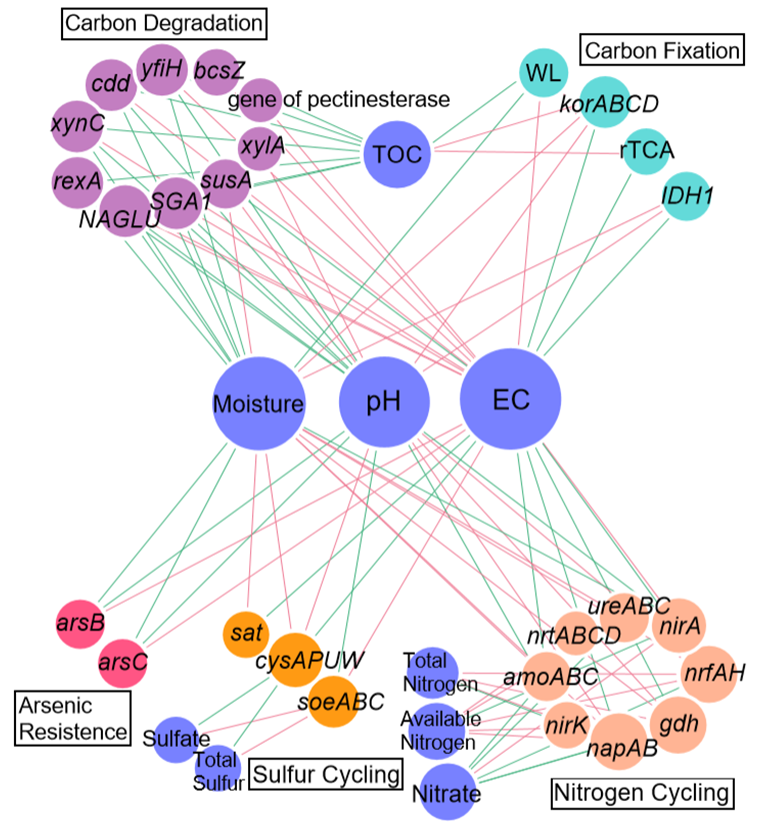 Carbon Degradation
Carbon Fixation
yfiH
bcsZ
WL
cdd
gene of pectinesterase
korABCD
xynC
xylA
TOC
rTCA
rexA
susA
IDH1
SGA1
NAGLU
Moisture
pH
EC
arsB
sat
ureABC
nirA
nrtABCD
arsC
cysAPUW
Total
Nitrogen
amoABC
nrfAH
soeABC
Arsenic
Resistence
Available
Nitrogen
nirK
gdh
napAB
Sulfate
Total
Sulfur
Sulfur Cycling
Nitrate
Nitrogen Cycling